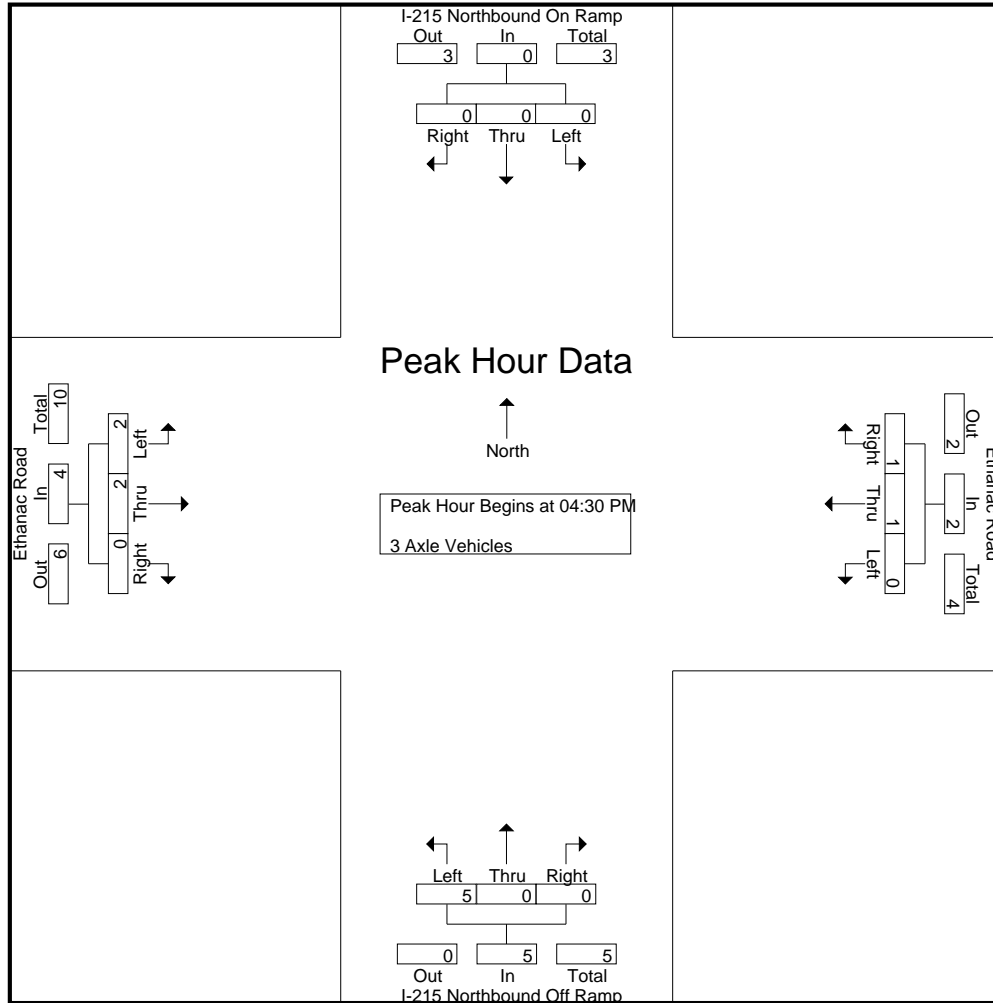 I-215 Northbound On Ramp
Out In Total
3 0 3
0 0 0
Right Thru Left
Peak Hour Data
North
Peak Hour Begins at 04:30 PM
3 Axle Vehicles
Ethanac Road
Total In Out
10 4 6
2 2 0
Left Thru Right
Right Thru Left
1 1 0
Out In Total
2 2 4
Ethanac Road
Left Thru Right
5 0 0
0 5 5
Out In Total
I-215 Northbound Off Ramp